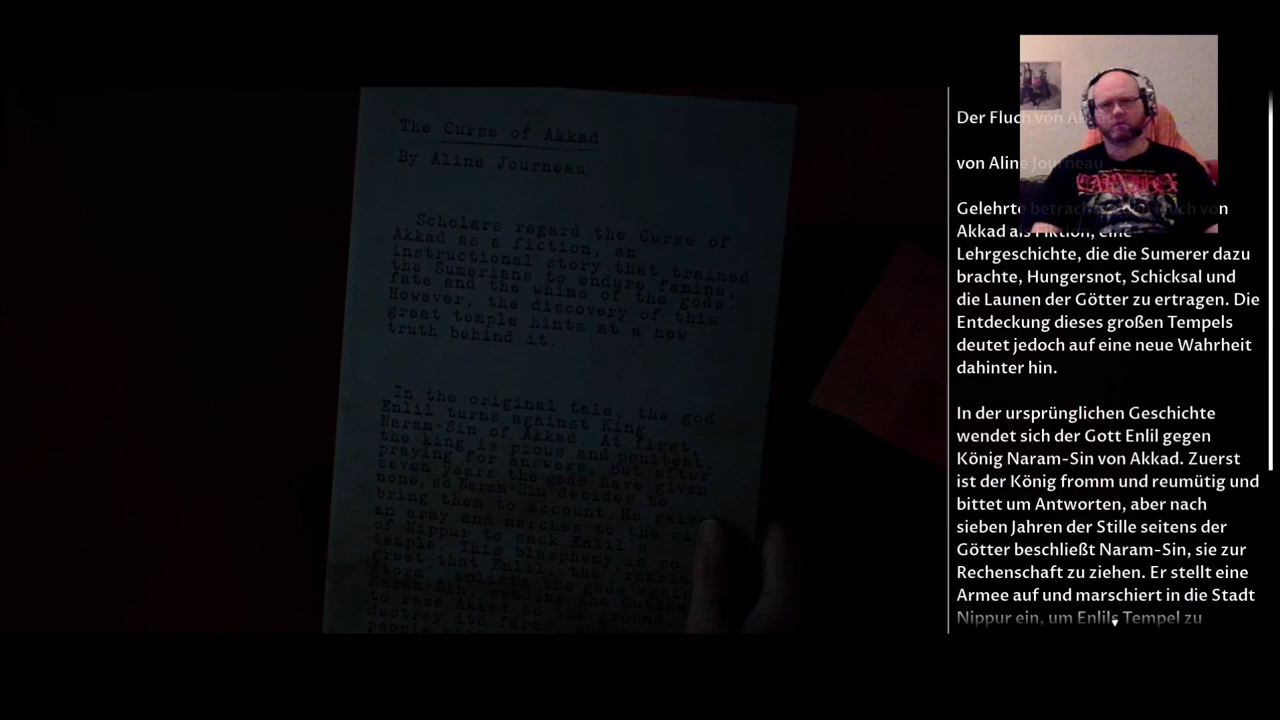 The Curse of Akkad
By Aline Journeau
Scholars regard the Curse of
Akkad as a fiction, an
instructional story that trained
the Sumerians to endure famine,
fate and the whims of the gods.
However, the discovery of this
great temple hints at a new
truth behind it.
In the original tale, the god
Enlil turns against King
Naram-Sin of Akkad. At first,
the king is pious and penitent,
praying for answers, but after
seven years the gods have given
none, so Naram-Sin decides to
bring them to account. He
an army and marches to the
of Nippur to sack Enlil's
temple. This blasphemy is so
great that Enlil, the 'roaring
storm', enlists the gods
Naram-Sin, sending the
to raze Akkad to the ground
destroy its farms,
people
Der Fluch von
von Aline Journeau
Gelehrte von
Akkad als Fiktion, eine
Lehrgeschichte, die die Sumerer dazu
brachte, Hungersnot, Schicksal und
die Launen der Götter zu ertragen. Die
Entdeckung dieses großen Tempels
deutet jedoch auf eine neue Wahrheit
dahinter hin.
In der ursprünglichen Geschichte
wendet sich der Gott Enlil gegen
König Naram-Sin von Akkad. Zuerst
ist der König fromm und reumütig und
bittet um Antworten, aber nach
sieben Jahren der Stille seitens der
Götter beschließt Naram-Sin, sie zur
Rechenschaft zu ziehen. Er stellt eine
Armee auf und marschiert in die Stadt
Nippur ein, um Enlils Tempel zu